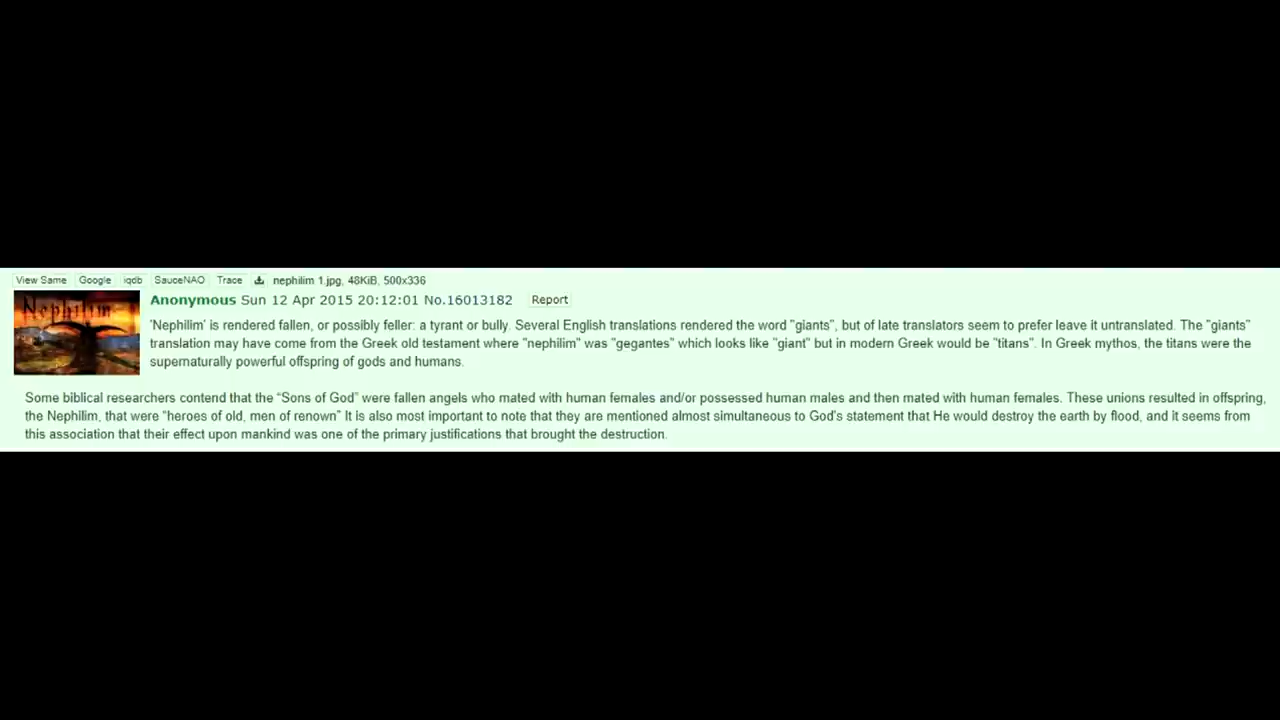 View Same Google iqdb SauceNAO Trace nephilim 1.jpg, 48KiB, 500x336
Nephilim
Anonymous Sun 12 Apr 2015 20:12:01 No.16013182 Report
'Nephilim' is rendered fallen, or possibly feller: a tyrant or bully. Several English translations rendered the word "giants", but of late translators seem to prefer leave it untranslated. The "giants"
translation may have come from the Greek old testament where "nephilim" was "gegantes" which looks like "giant" but in modern Greek would be "titans". In Greek mythos, the titans were the
supernaturally powerful offspring of gods and humans.
Some biblical researchers contend that the “Sons of God” were fallen angels who mated with human females and/or possessed human males and then mated with human females. These unions resulted in offspring,
the Nephilim, that were “heroes of old, men of renown” It is also most important to note that they are mentioned almost simultaneous to God's statement that He would destroy the earth by flood, and it seems from
this association that their effect upon mankind was one of the primary justifications that brought the destruction.